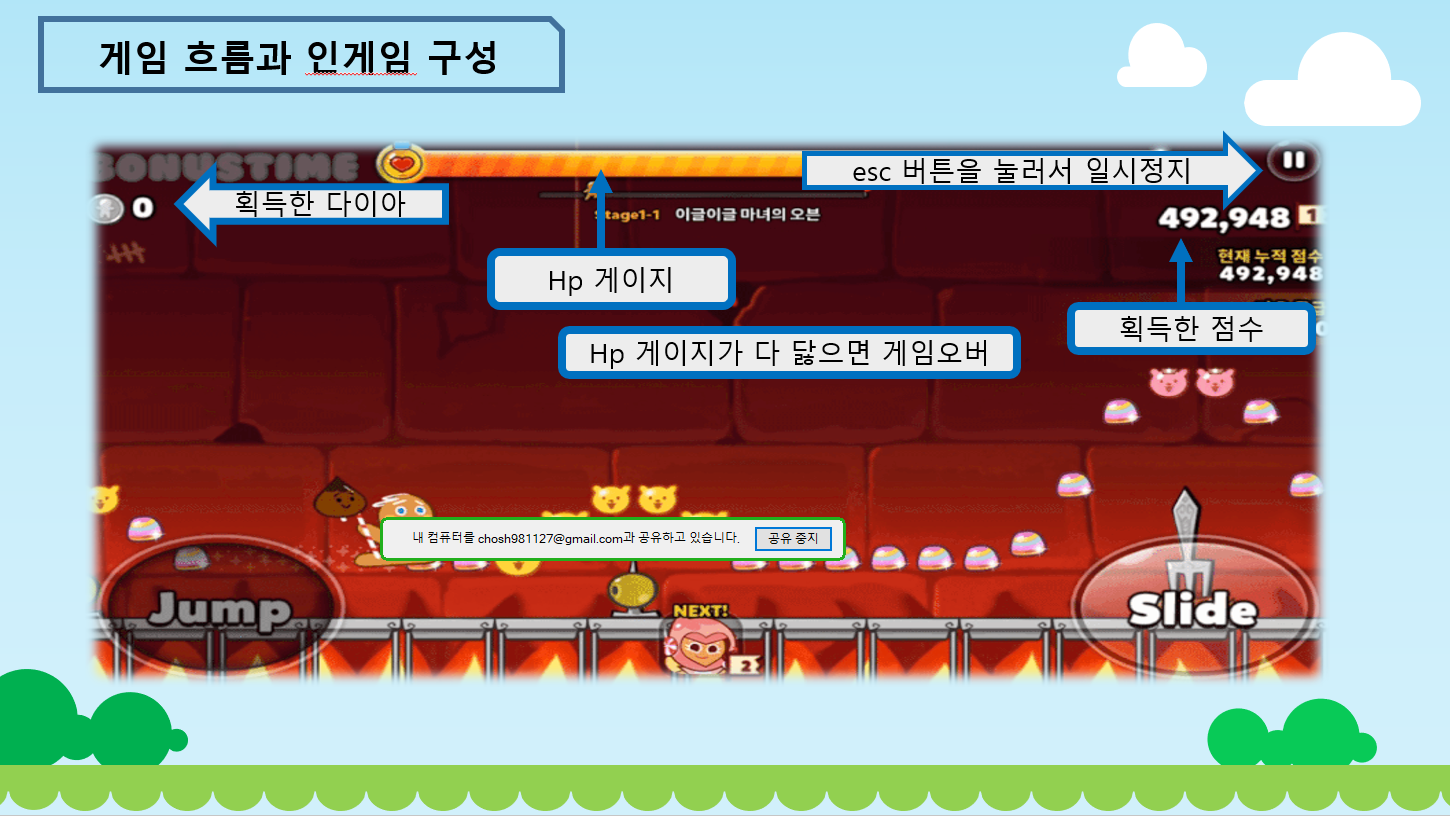 게임 흐름과 인게임 구성
BONUSTIME
esc 버튼을 눌러서 일시정지
획득한 다이아
0
Stage1-1 이글이글 마녀의 오븐
492,948 1
현재 누적 점수
492,948
Hp 게이지
획득한 점수
Hp 게이지가 다 닳으면 게임오버
내 컴퓨터를 chosh981127@gmail.com과 공유하고 있습니다. 공유 중지
Jump
NEXT!
2
Slide